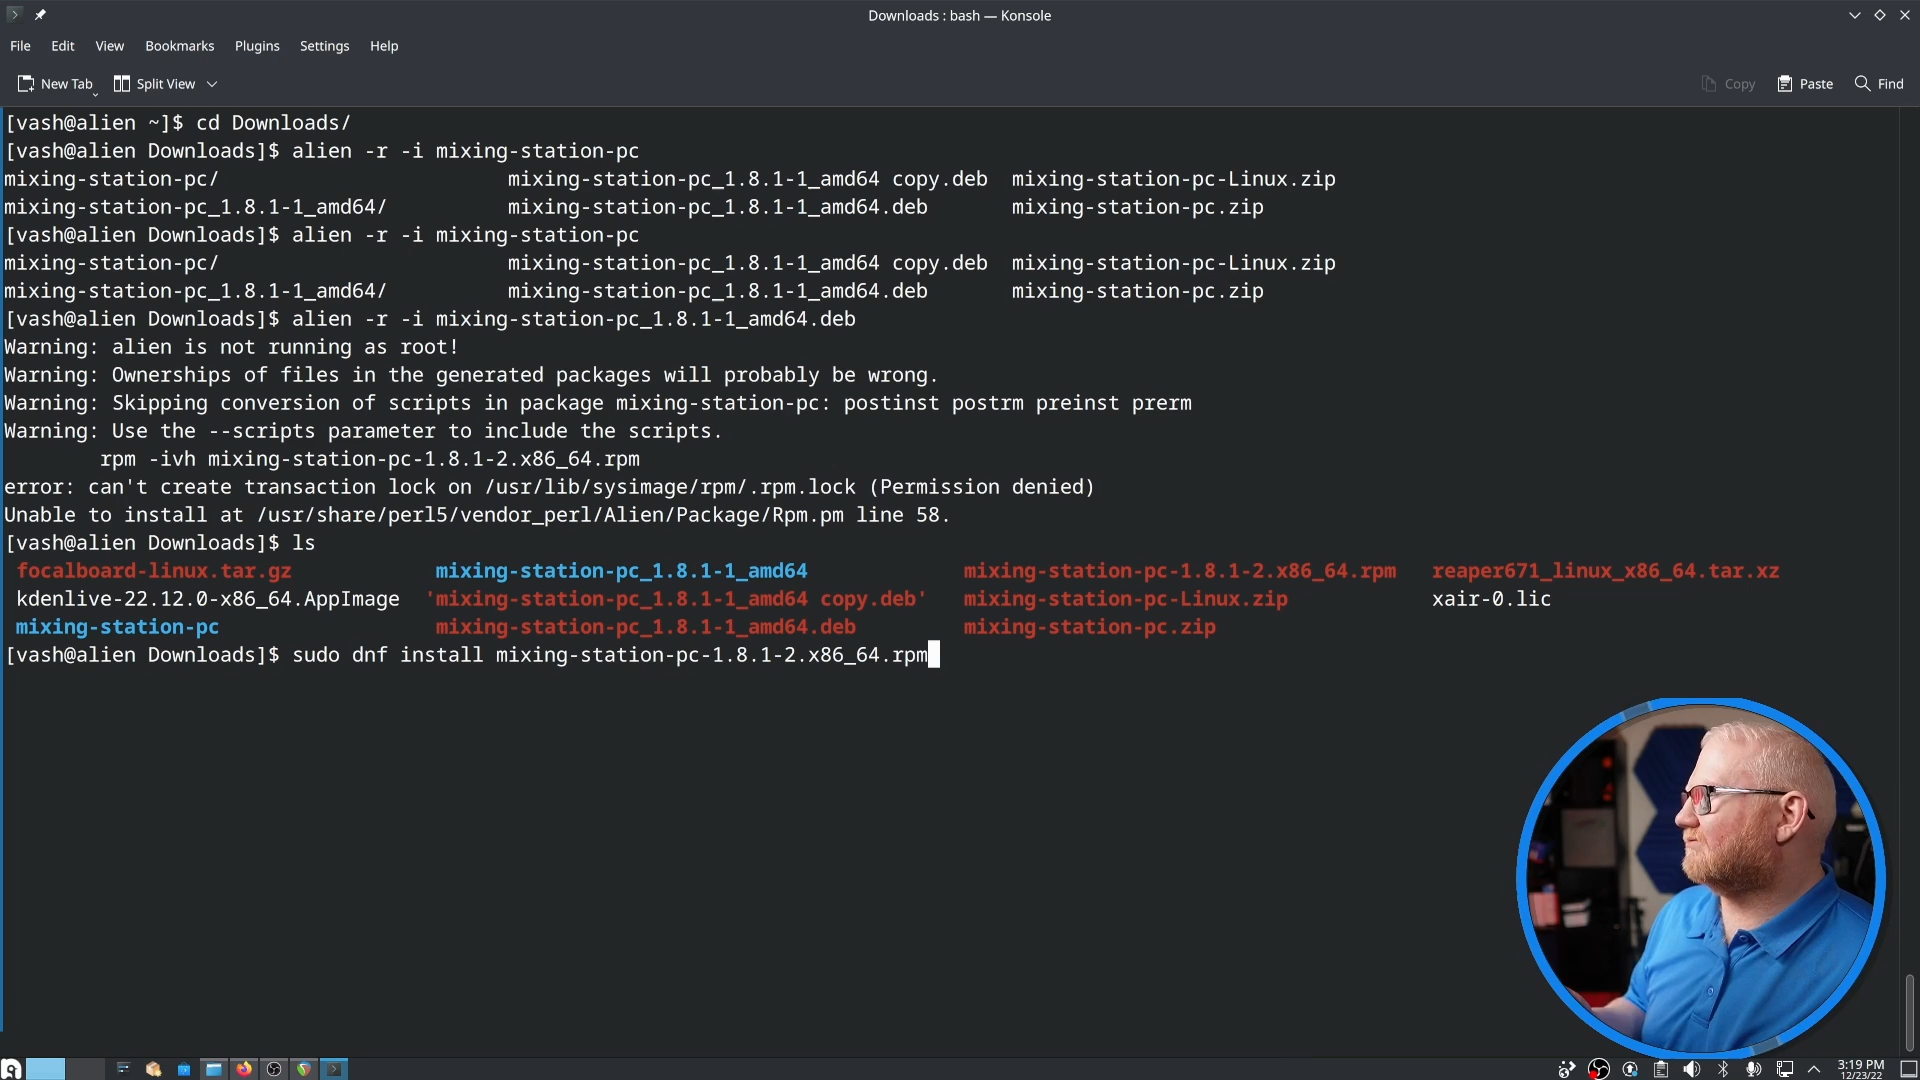 Downloads : bash — Konsole
File Edit View Bookmarks Plugins Settings Help
New Tab Split View Copy Paste Find
[vash@alien ~]$ cd Downloads/
[vash@alien Downloads]$ alien -r -i mixing-station-pc
mixing-station-pc/ mixing-station-pc_1.8.1-1_amd64 copy.deb mixing-station-pc-Linux.zip
mixing-station-pc_1.8.1-1_amd64/ mixing-station-pc_1.8.1-1_amd64.deb mixing-station-pc.zip
[vash@alien Downloads]$ alien -r -i mixing-station-pc
mixing-station-pc/ mixing-station-pc_1.8.1-1_amd64 copy.deb mixing-station-pc-Linux.zip
mixing-station-pc_1.8.1-1_amd64/ mixing-station-pc_1.8.1-1_amd64.deb mixing-station-pc.zip
[vash@alien Downloads]$ alien -r -i mixing-station-pc_1.8.1-1_amd64.deb
Warning: alien is not running as root!
Warning: Ownerships of files in the generated packages will probably be wrong.
Warning: Skipping conversion of scripts in package mixing-station-pc: postinst postrm preinst prerm
Warning: Use the --scripts parameter to include the scripts.
rpm -ivh mixing-station-pc-1.8.1-2.x86_64.rpm
error: can't create transaction lock on /usr/lib/sysimage/rpm/.rpm.lock (Permission denied)
Unable to install at /usr/share/perl5/vendor_perl/Alien/Package/Rpm.pm line 58.
[vash@alien Downloads]$ ls
focalboard-linux.tar.gz mixing-station-pc_1.8.1-1_amd64 mixing-station-pc-1.8.1-2.x86_64.rpm reaper671_linux_x86_64.tar.xz
kdenlive-22.12.0-x86_64.AppImage 'mixing-station-pc_1.8.1-1_amd64 copy.deb' mixing-station-pc-Linux.zip xair-0.lic
mixing-station-pc mixing-station-pc_1.8.1-1_amd64.deb mixing-station-pc.zip
[vash@alien Downloads]$ sudo dnf install mixing-station-pc-1.8.1-2.x86_64.rpm
3:19 PM
12/23/22